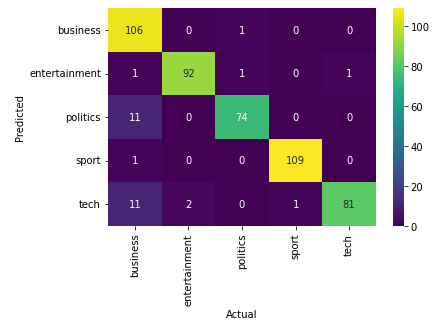 Predicted
business 106 0 1 0 0
entertainment 1 92 1 0 1
politics 11 0 74 0 0
sport 1 0 0 109 0
tech 11 2 0 1 81
business entertainment politics sport tech
Actual
100
80
60
40
20
0